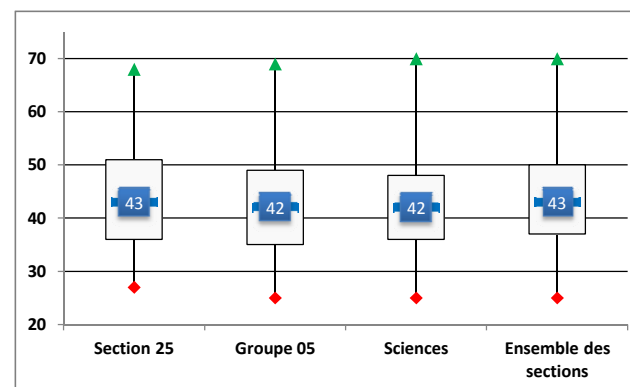 70
60
50
40
30
20
43
42
42
43
Section 25
Groupe 05
Sciences
Ensemble des
sections